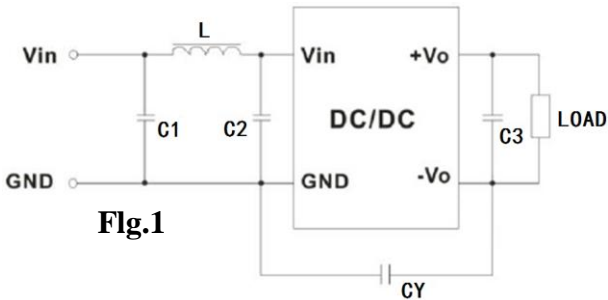 L
Vin
Vin
+Vo
C1
C2
DC/DC
C3
LOAD
GND
GND
-Vo
Flg.1
CY